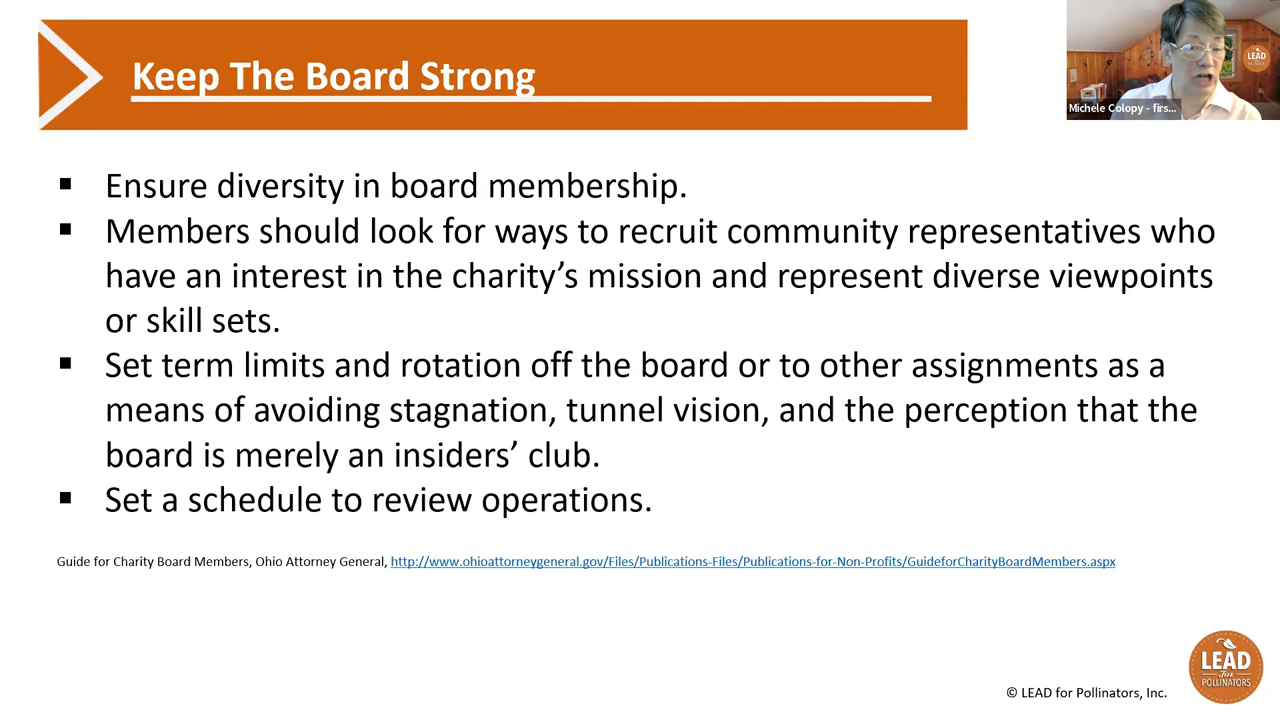 Keep The Board Strong
LEAD
Michele Colopy - firs...
▪ Ensure diversity in board membership.
▪ Members should look for ways to recruit community representatives who
have an interest in the charity’s mission and represent diverse viewpoints
or skill sets.
▪ Set term limits and rotation off the board or to other assignments as a
means of avoiding stagnation, tunnel vision, and the perception that the
board is merely an insiders’ club.
▪ Set a schedule to review operations.
Guide for Charity Board Members, Ohio Attorney General, http://www.ohioattorneygeneral.gov/Files/Publications-Files/Publications-for-Non-Profits/GuideforCharityBoardMembers.aspx
LEAD
for
POLLINATORS
© LEAD for Pollinators, Inc.